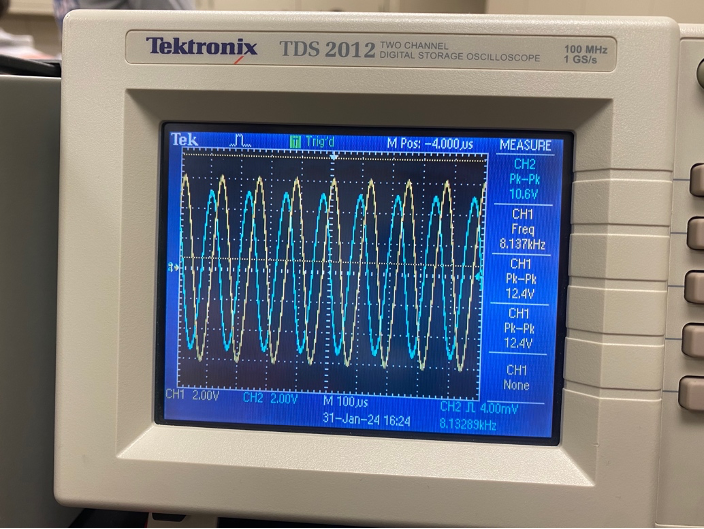 Tektronix TDS 2012 TWO CHANNEL DIGITAL STORAGE OSCILLOSCOPE 100 MHz 1 GS/s
Tek Trig'd M Pos: -4.000µs MEASURE
CH2
Pk-Pk
10.6V
CH1
Freq
8.137kHz
CH1
Pk-Pk
12.4V
CH1
Pk-Pk
12.4V
CH1
None
CH1 2.00V CH2 2.00V M 100µs CH2 4.00mV
31-Jan-24 16:24 8.13289kHz